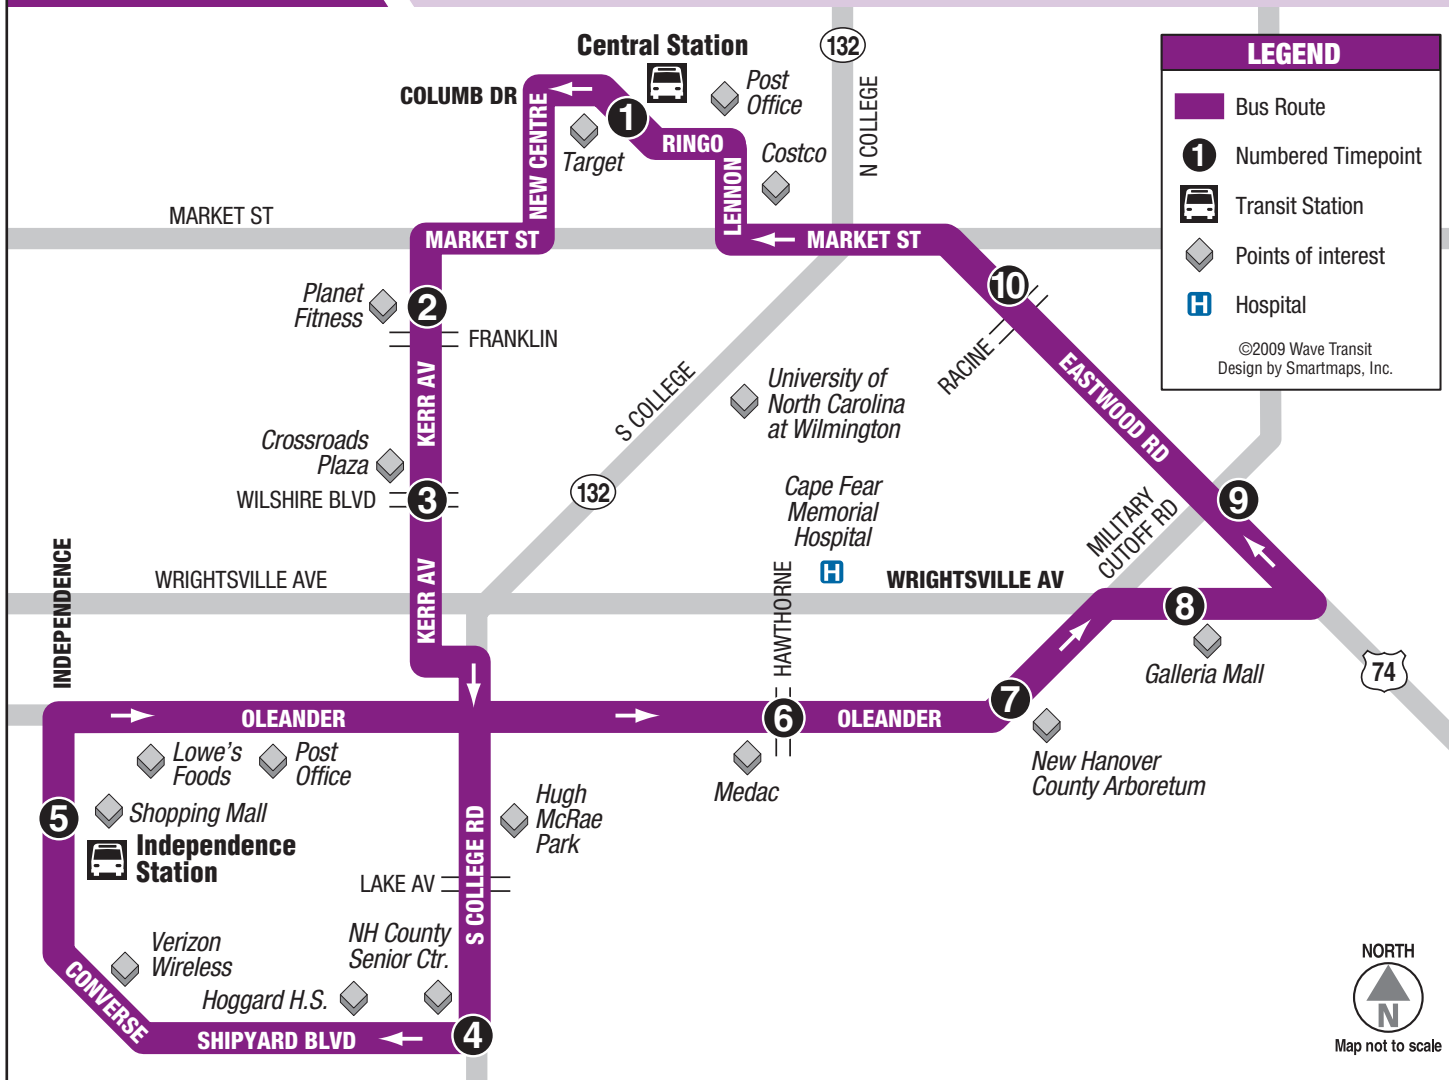 Central Station
132
N COLLEGE
COLUMB DR
Post
Office
1
NEW CENTRE
Target
RINGO
Costco
LENNON
MARKET ST
MARKET ST
MARKET ST
LEGEND
Bus Route
1
Numbered Timepoint
Transit Station
Points of interest
H
Hospital
©2009 Wave Transit
Design by Smartmaps, Inc.
Planet
Fitness
2
FRANKLIN
KERR AV
10
RACINE
EASTWOOD RD
S COLLEGE
University of
North Carolina
at Wilmington
Crossroads
Plaza
WILSHIRE BLVD
3
132
Cape Fear
Memorial
Hospital
H
9
MILITARY
CUTOFF RD
INDEPENDENCE
WRIGHTSVILLE AVE
KERR AV
HAWTHORNE
WRIGHTSVILLE AV
8
Galleria Mall
74
OLEANDER
6
OLEANDER
7
New Hanover
County Arboretum
Lowe's
Foods
Post
Office
Medac
5
Shopping Mall
Independence
Station
Hugh
McRae
Park
S COLLEGE RD
LAKE AV
Verizon
Wireless
NH County
Senior Ctr.
Hoggard H.S.
CONVERSE
SHIPYARD BLVD
4
NORTH
N
Map not to scale